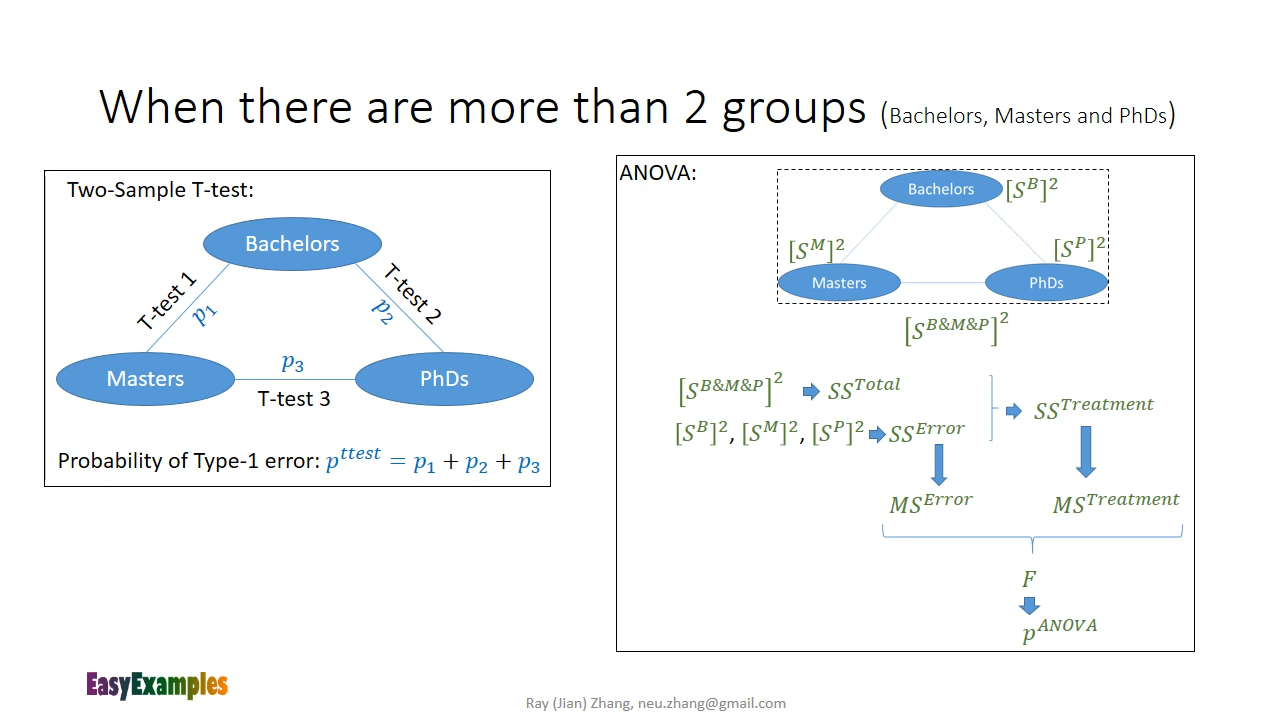 When there are more than 2 groups (Bachelors, Masters and PhDs)
Two-Sample T-test:
Bachelors
T-test 1
p₁
T-test 2
p₂
p₃
Masters
PhDs
T-test 3
Probability of Type-1 error: p^ttest = p₁ + p₂ + p₃
ANOVA:
Bachelors
[S^B]²
[S^M]²
[S^P]²
Masters
PhDs
[S^B&M&P]²
[S^B&M&P]² SS^Total
[S^B]², [S^M]², [S^P]² SS^Error
SS^Treatment
MS^Error
MS^Treatment
F
p^ANOVA
EasyExamples
Ray (Jian) Zhang, neu.zhang@gmail.com